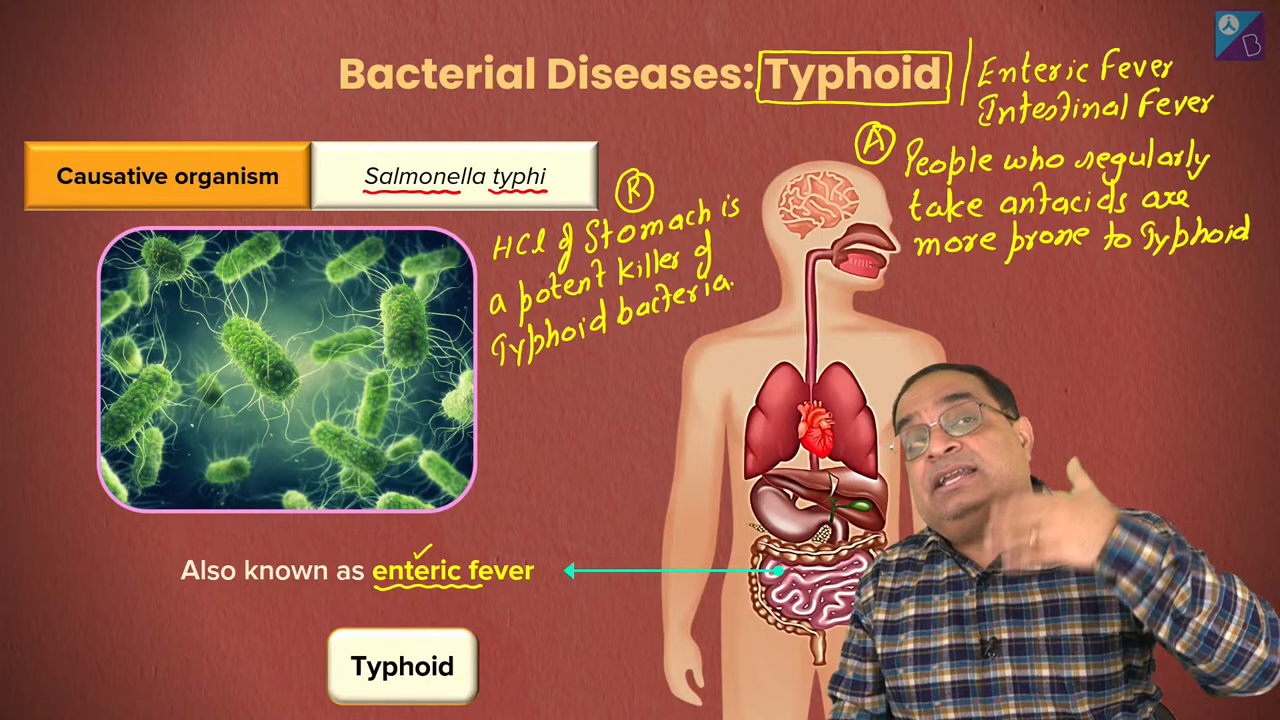 Bacterial Diseases: Typhoid
Enteric Fever
Intestinal Fever
Causative organism
Salmonella typhi
(A)
People who regularly
take antacids are
more prone to Typhoid
(R)
HCl of Stomach is
a potent killer of
Typhoid bacteria.
Also known as enteric fever
Typhoid
B